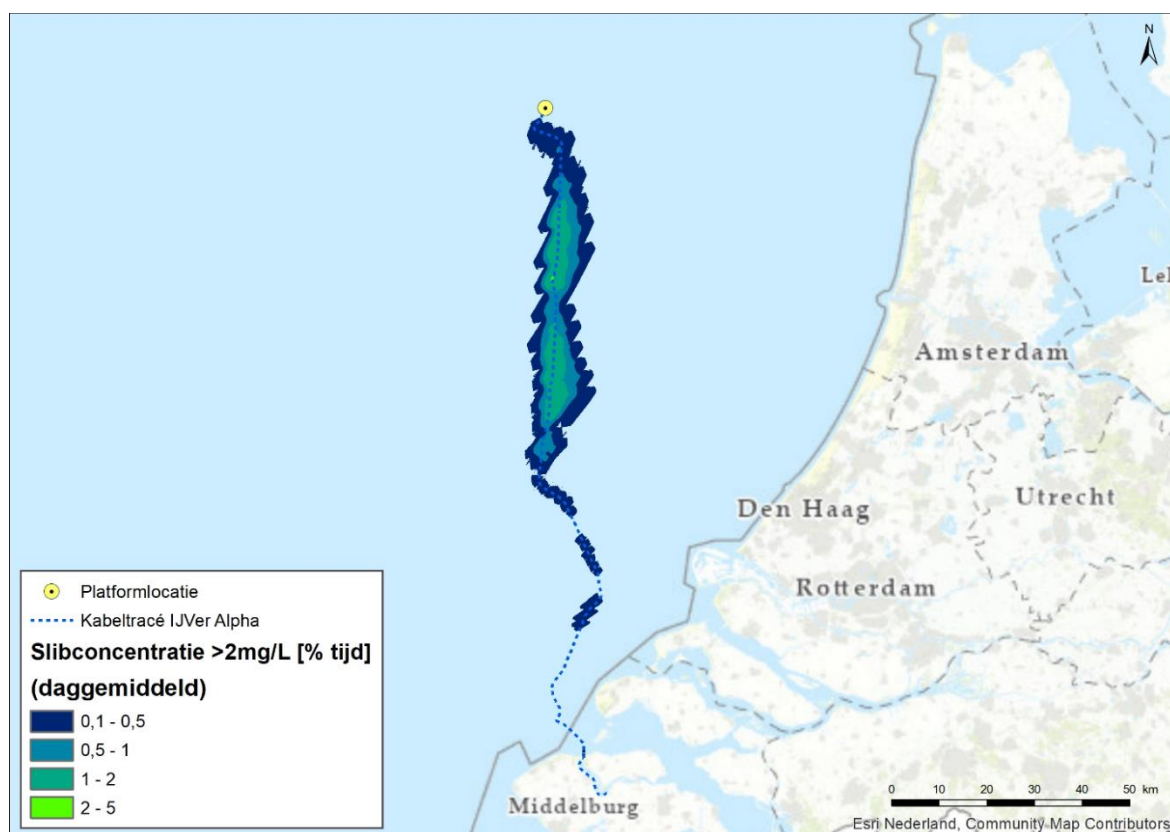 N
Lel
Amsterdam
Den Haag
Utrecht
Rotterdam
Middelburg
Platformlocatie
Kabeltracé IJVer Alpha
Slibconcentratie >2mg/L [% tijd]
(daggemiddeld)
0,1 - 0,5
0,5 - 1
1 - 2
2 - 5
0 10 20 30 40 50 km
Esri Nederland, Community Map Contributors